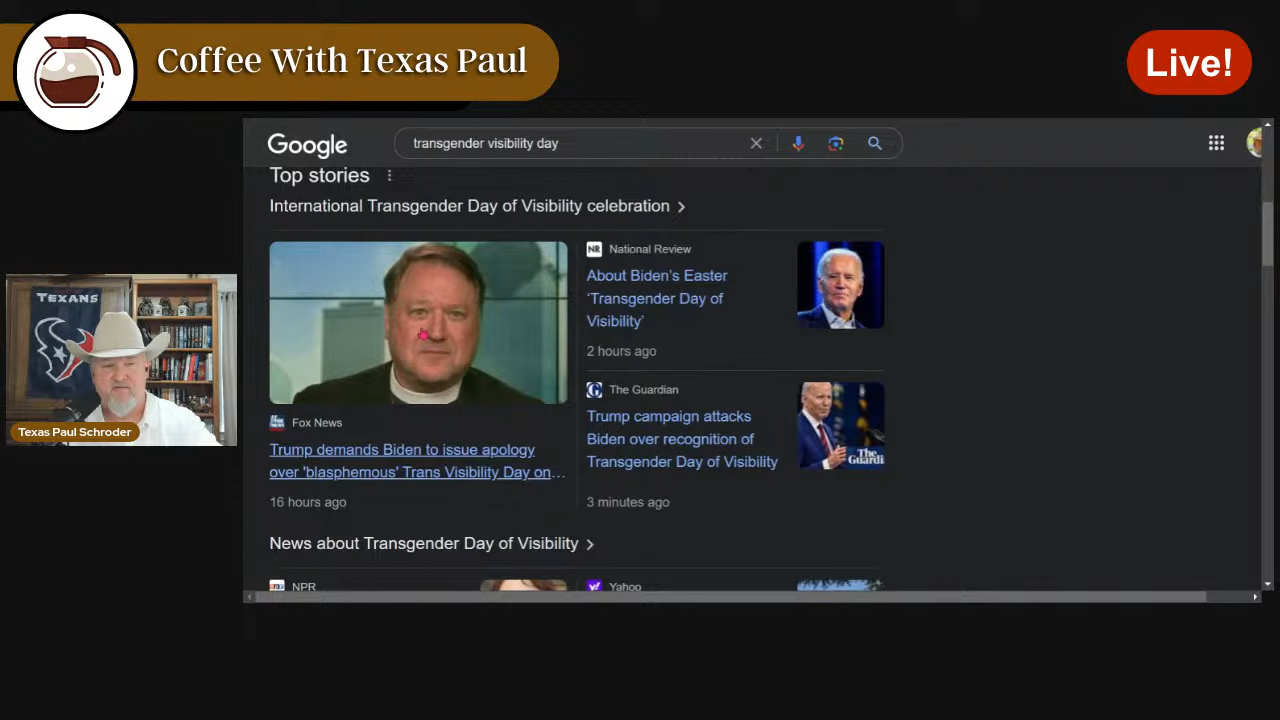 Coffee With Texas Paul
Live!
Google
transgender visibility day
Top stories
International Transgender Day of Visibility celebration
Fox News
Trump demands Biden to issue apology
over 'blasphemous' Trans Visibility Day on…
16 hours ago
NR National Review
About Biden's Easter
'Transgender Day of
Visibility'
2 hours ago
The Guardian
Trump campaign attacks
Biden over recognition of
Transgender Day of Visibility
3 minutes ago
The
Guardi
News about Transgender Day of Visibility
NPR
Yahoo
TEXANS
Texas Paul Schroder